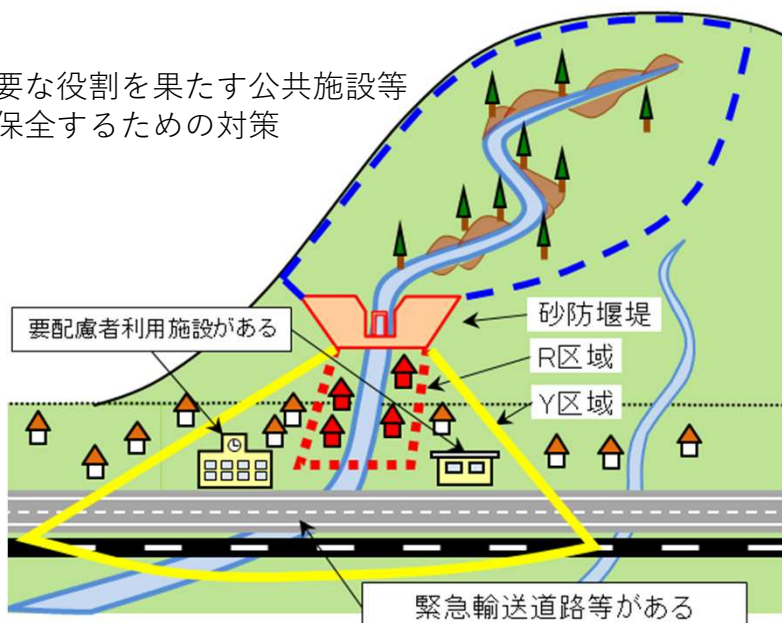 要な役割を果たす公共施設等
保全するための対策
要配慮者利用施設がある
砂防堰堤
R区域
Y区域
緊急輸送道路等がある